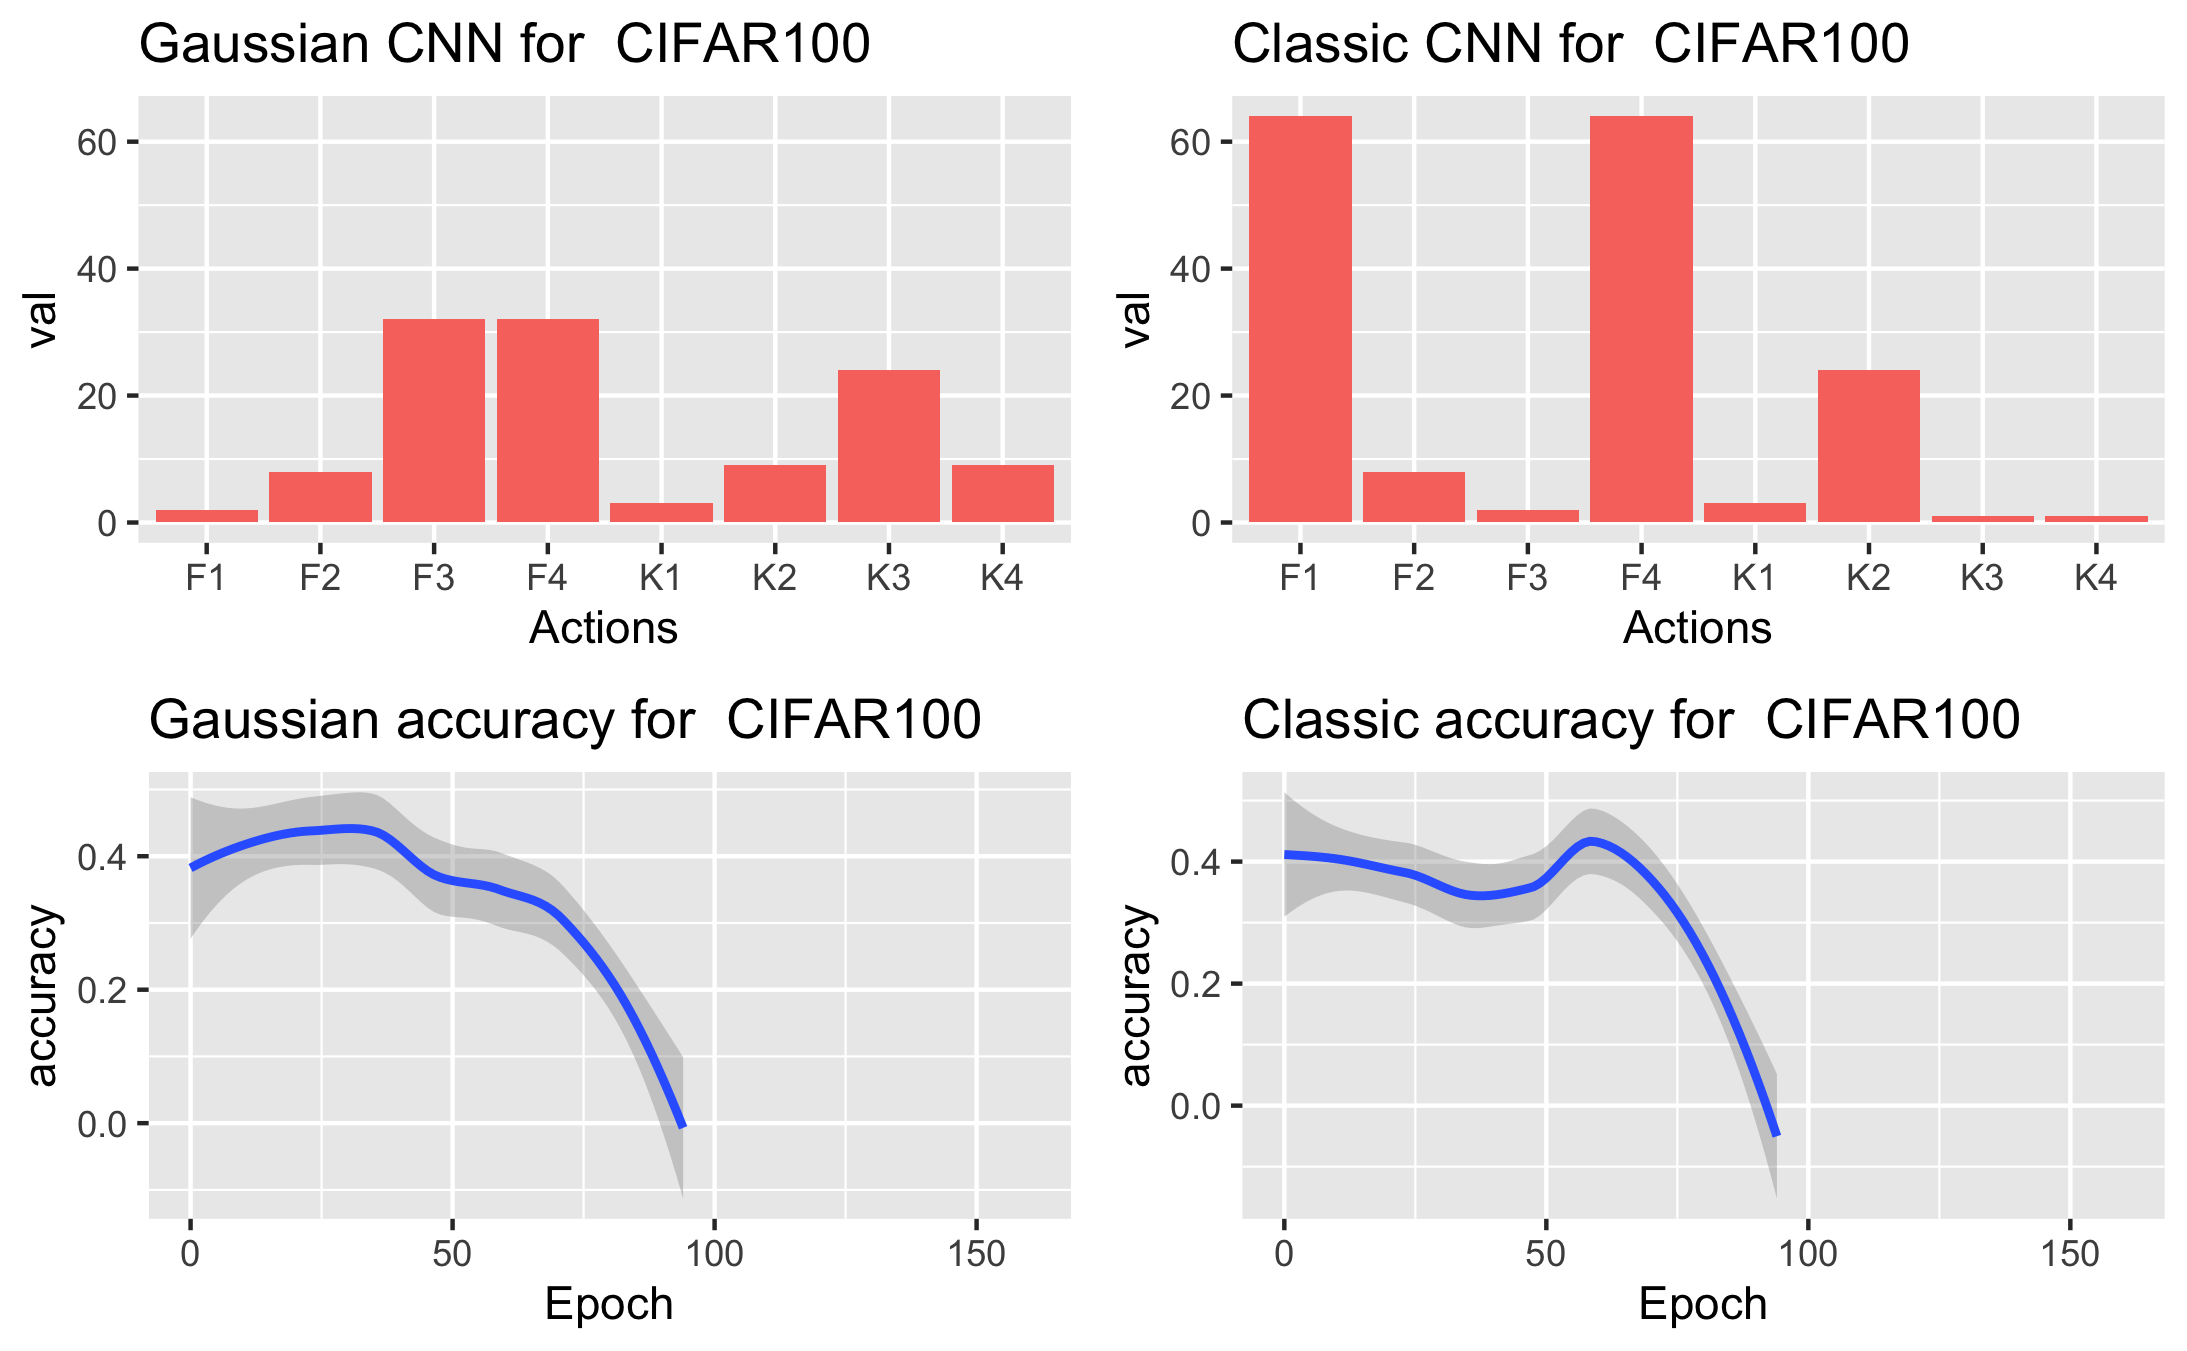 Gaussian CNN for  CIFAR100
60
40
20
0
val
F1 F2 F3 F4 K1 K2 K3 K4
Actions
Classic CNN for  CIFAR100
60
40
20
0
val
F1 F2 F3 F4 K1 K2 K3 K4
Actions
Gaussian accuracy for  CIFAR100
0.4
0.2
0.0
accuracy
0 50 100 150
Epoch
Classic accuracy for  CIFAR100
0.4
0.2
0.0
accuracy
0 50 100 150
Epoch